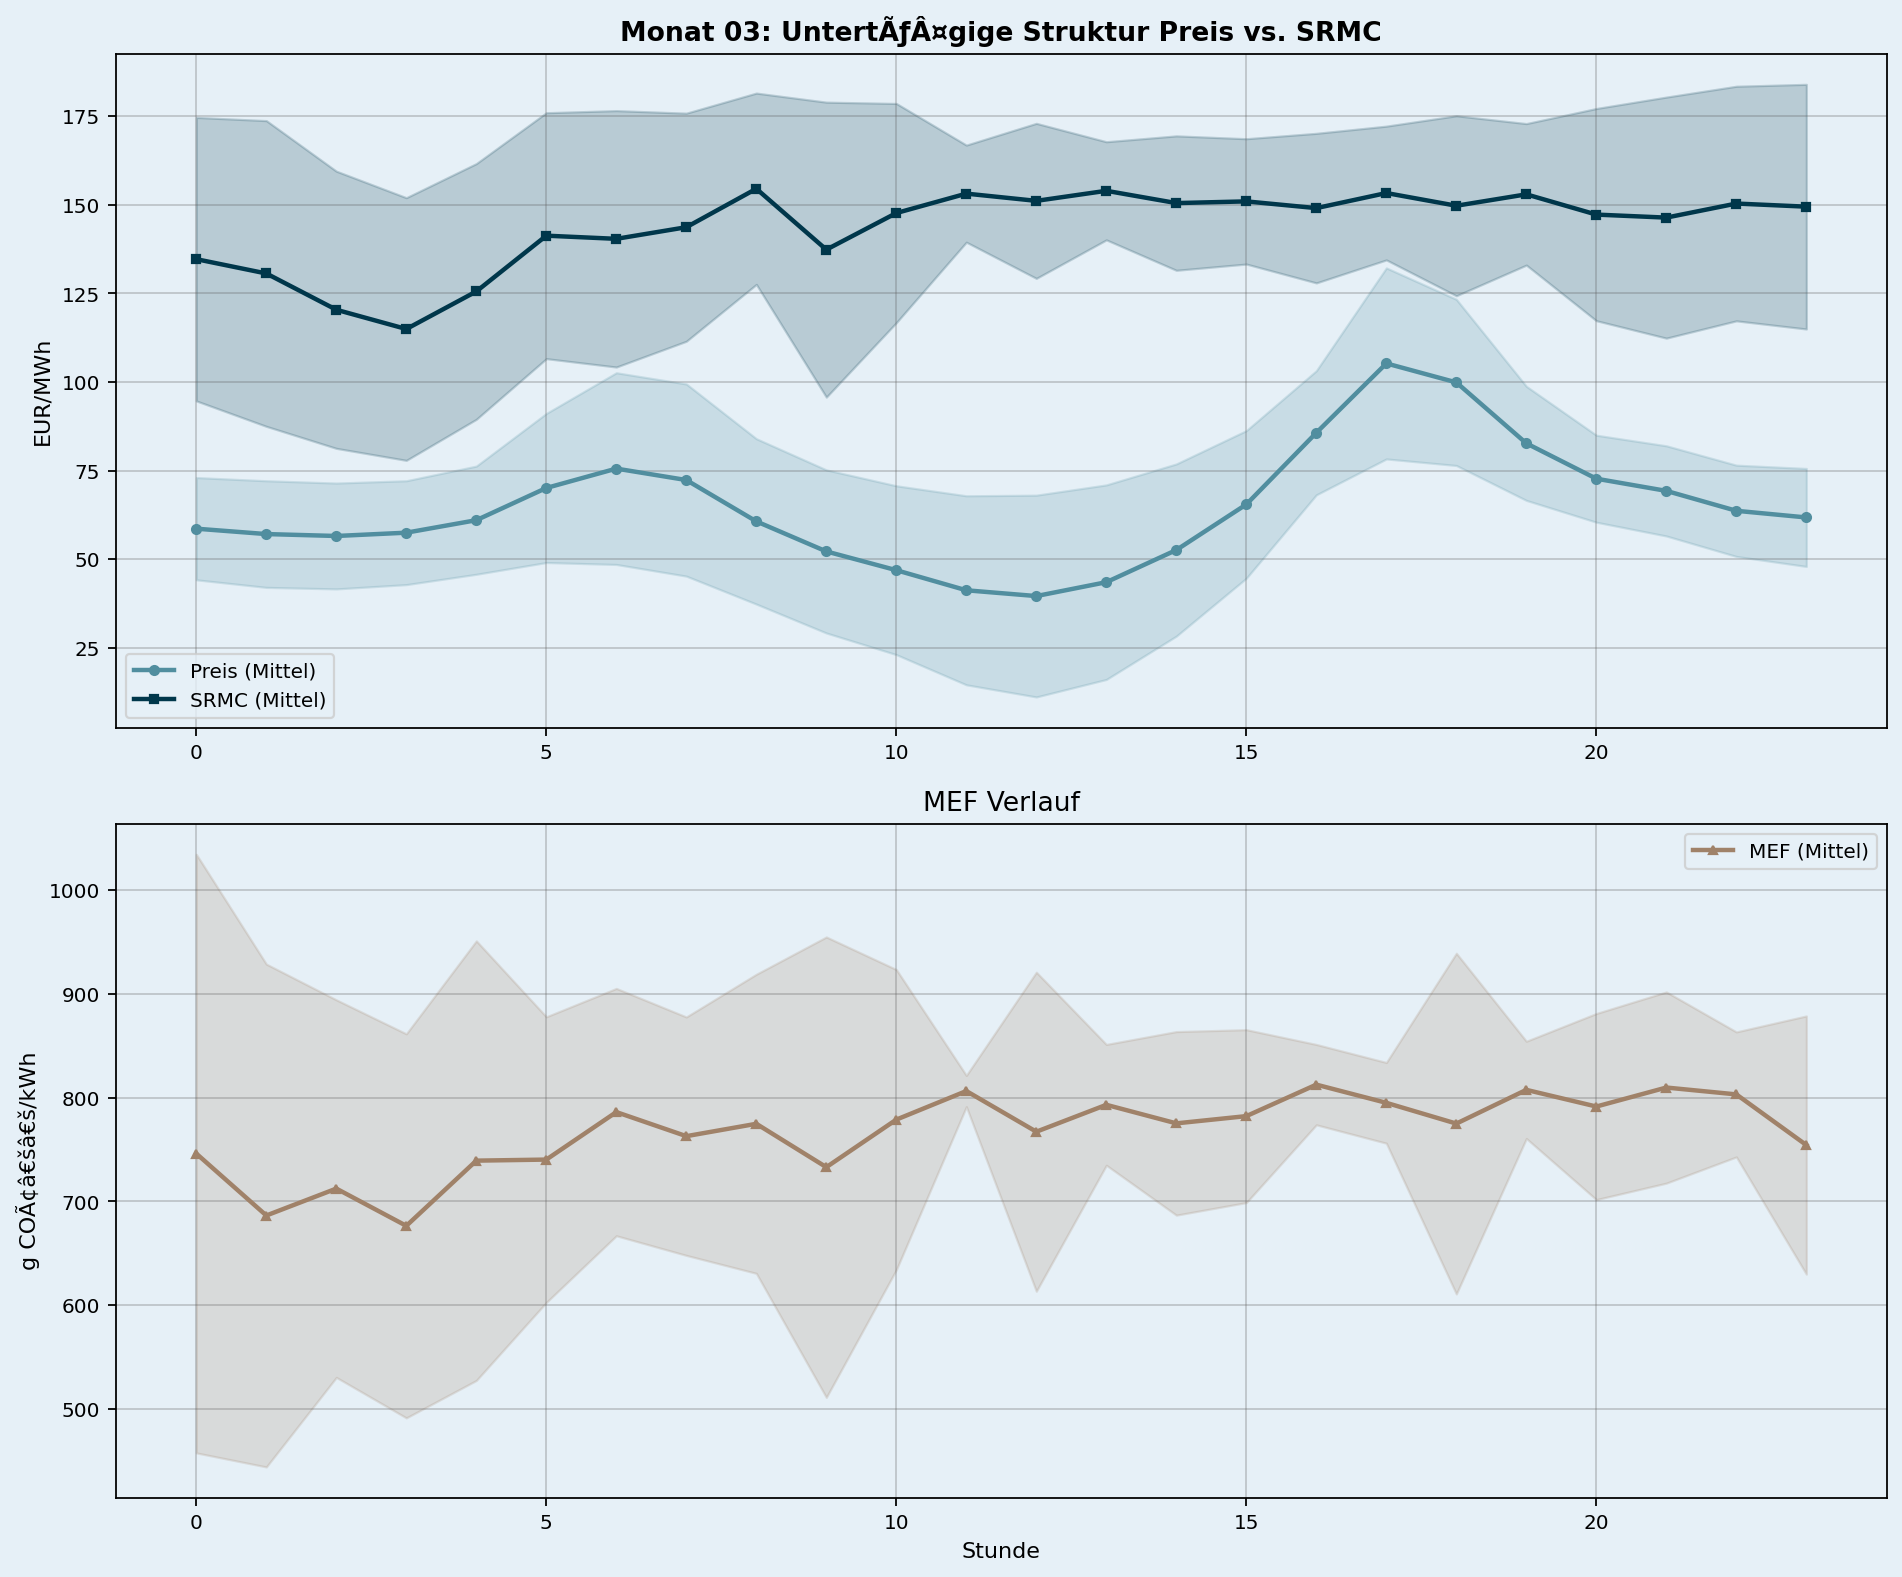 Monat 03: UntertÃƒÂ¤gige Struktur Preis vs. SRMC
EUR/MWh
175
150
125
100
75
50
25
Preis (Mittel)
SRMC (Mittel)
0 5 10 15 20
MEF Verlauf
g COÃ¢â€šâ€š/kWh
1000
900
800
700
600
500
MEF (Mittel)
0 5 10 15 20
Stunde